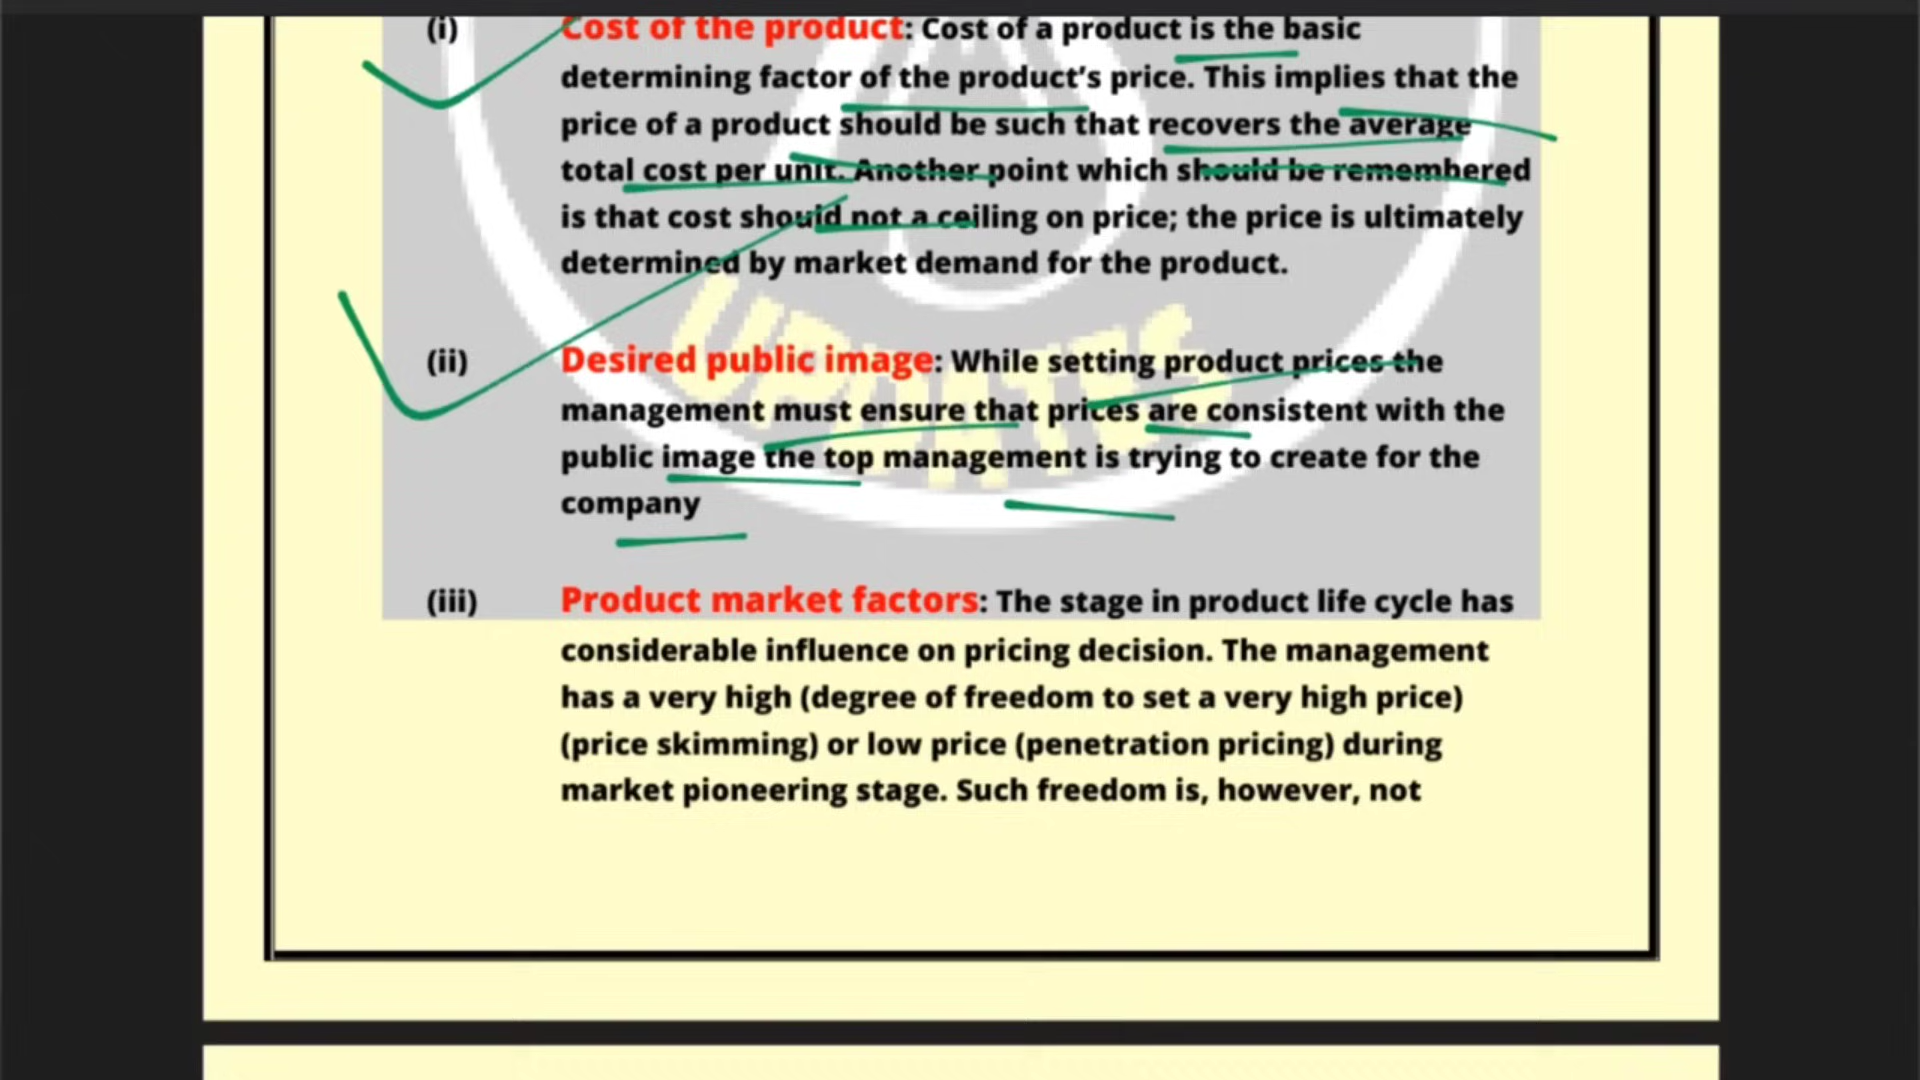 (i) Cost of the product: Cost of a product is the basic
determining factor of the product’s price. This implies that the
price of a product should be such that recovers the average
total cost per unit. Another point which should be remembered
is that cost should not a ceiling on price; the price is ultimately
determined by market demand for the product.
(ii) Desired public image: While setting product prices the
management must ensure that prices are consistent with the
public image the top management is trying to create for the
company
(iii) Product market factors: The stage in product life cycle has
considerable influence on pricing decision. The management
has a very high (degree of freedom to set a very high price)
(price skimming) or low price (penetration pricing) during
market pioneering stage. Such freedom is, however, not
UPDATES